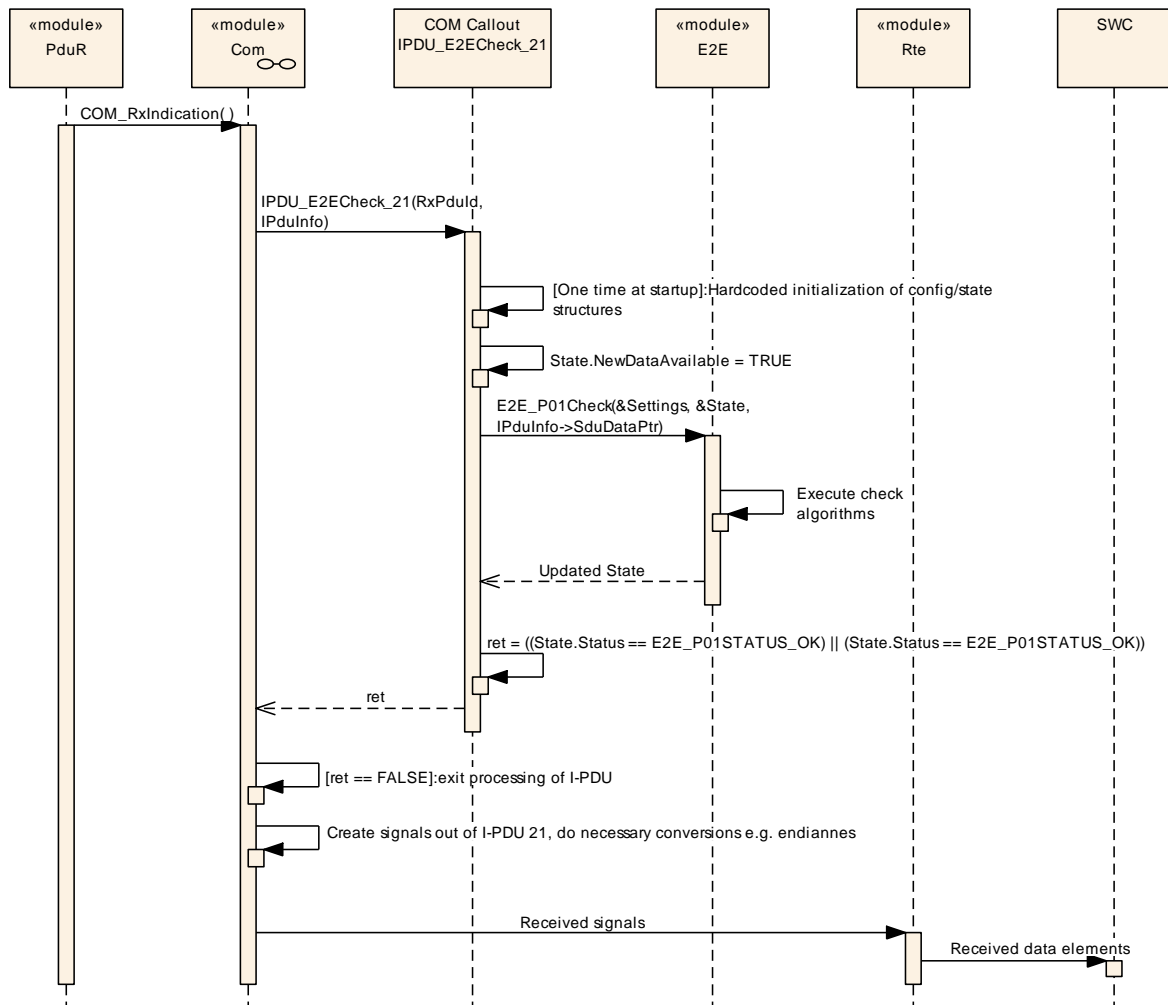 «module»
PduR
«module»
Com
COM Callout
IPDU_E2ECheck_21
«module»
E2E
«module»
Rte
SWC
COM_RxIndication( )
IPDU_E2ECheck_21(RxPduId,
IPduInfo)
[One time at startup]:Hardcoded initialization of config/state
structures
State.NewDataAvailable = TRUE
E2E_P01Check(&Settings, &State,
IPduInfo->SduDataPtr)
Execute check
algorithms
Updated State
ret = ((State.Status == E2E_P01STATUS_OK) || (State.Status == E2E_P01STATUS_OK))
ret
[ret == FALSE]:exit processing of I-PDU
Create signals out of I-PDU 21, do necessary conversions e.g. endiannes
Received signals
Received data elements